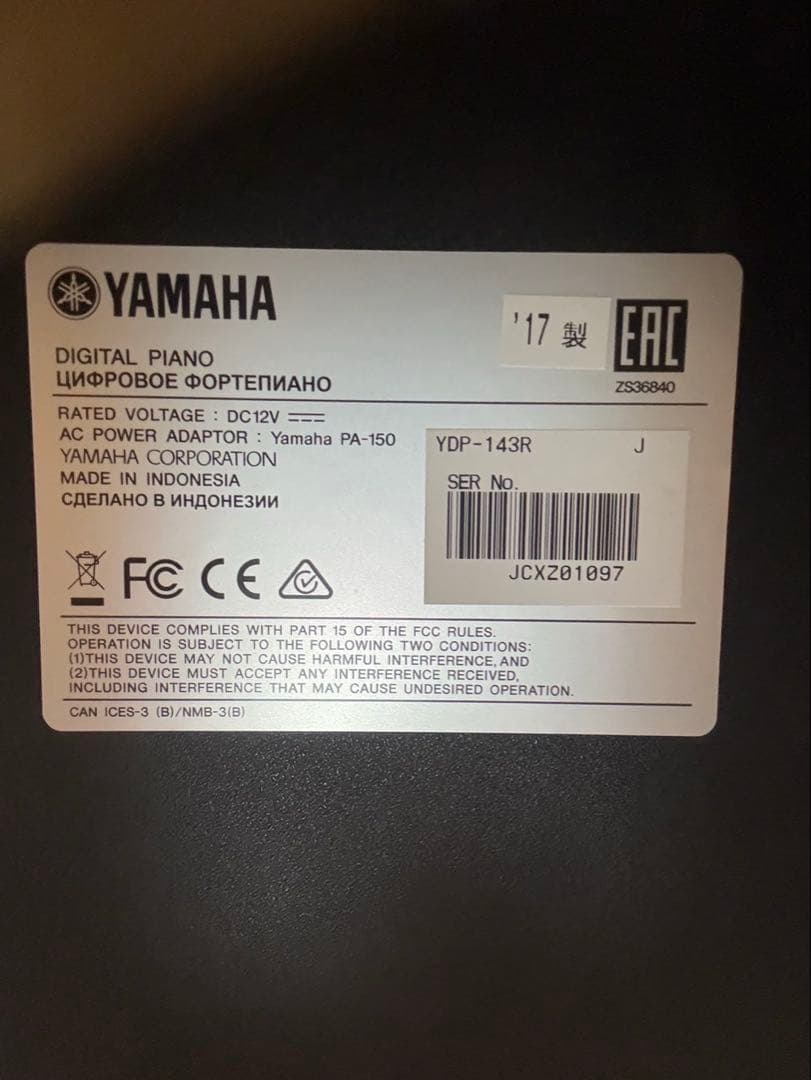 YAMAHA
'17 製
EAC
ZS36840
DIGITAL PIANO
ЦИФРОВОЕ ФОРТЕПИАНО
RATED VOLTAGE : DC12V
AC POWER ADAPTOR : Yamaha PA-150
YAMAHA CORPORATION
MADE IN INDONESIA
СДЕЛАНО В ИНДОНЕЗИИ
YDP-143R J
SER No.
JCXZ01097
FC CE
THIS DEVICE COMPLIES WITH PART 15 OF THE FCC RULES.
OPERATION IS SUBJECT TO THE FOLLOWING TWO CONDITIONS:
(1)THIS DEVICE MAY NOT CAUSE HARMFUL INTERFERENCE, AND
(2)THIS DEVICE MUST ACCEPT ANY INTERFERENCE RECEIVED,
INCLUDING INTERFERENCE THAT MAY CAUSE UNDESIRED OPERATION.
CAN ICES-3 (B)/NMB-3(B)